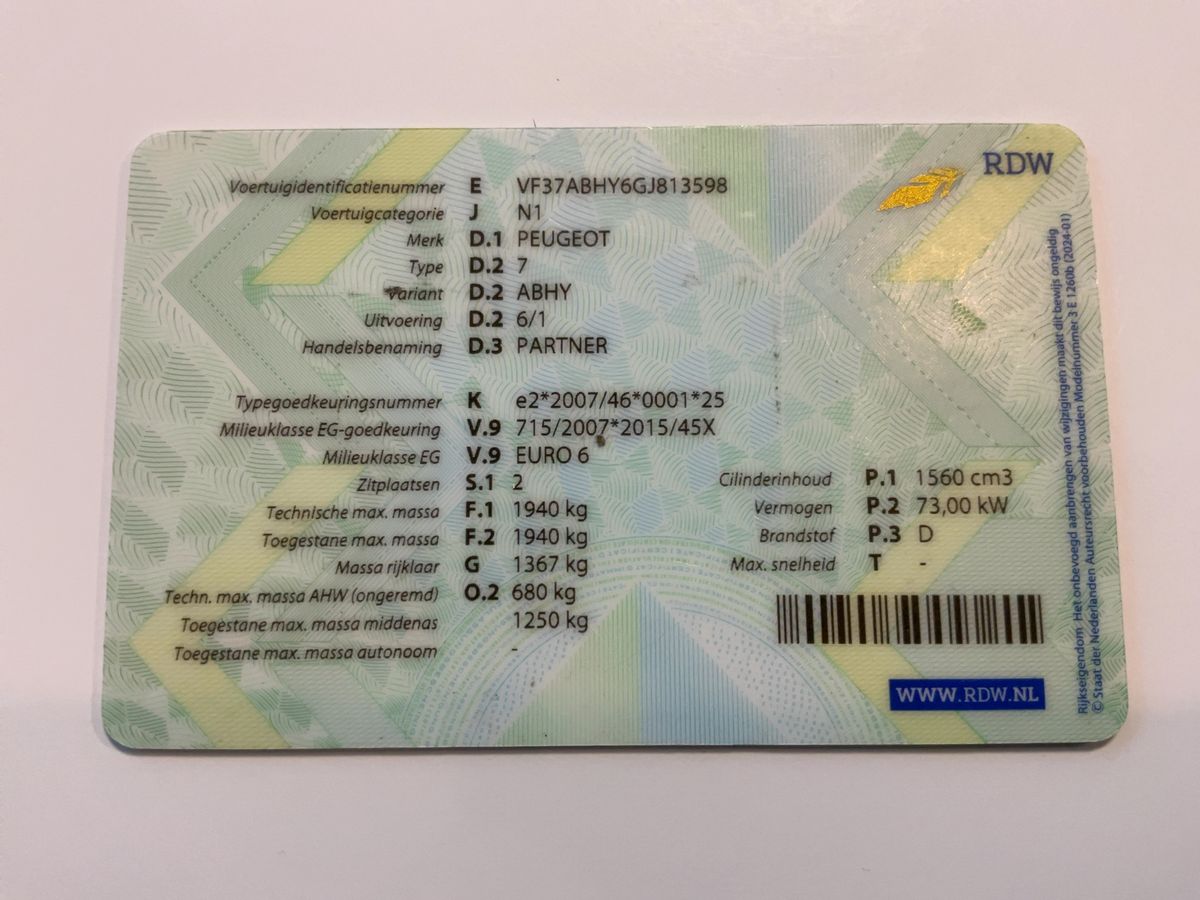 RDW
Voertuigidentificatienummer E VF37ABHY6GJ813598
Voertuigcategorie J N1
Merk D.1 PEUGEOT
Type D.2 7
Variant D.2 ABHY
Uitvoering D.2 6/1
Handelsbenaming D.3 PARTNER
Typegoedkeuringsnummer K e2*2007/46*0001*25
Milieuklasse EG-goedkeuring V.9 715/2007*2015/45X
Milieuklasse EG V.9 EURO 6
Zitplaatsen S.1 2
Technische max. massa F.1 1940 kg
Toegestane max. massa F.2 1940 kg
Massa rijklaar G 1367 kg
Techn. max. massa AHW (ongeremd) O.2 680 kg
Toegestane max. massa middenas 1250 kg
Toegestane max. massa autonoom -
Cilinderinhoud P.1 1560 cm3
Vermogen P.2 73,00 kW
Brandstof P.3 D
Max. snelheid T -
WWW.RDW.NL
Rijkseigendom. Het onbevoegd aanbrengen van wijzigingen maakt dit bewijs ongeldig
© Staat der Nederlanden Auteursrecht voorbehouden Modelnummer 3 E 1260b (2024-01)